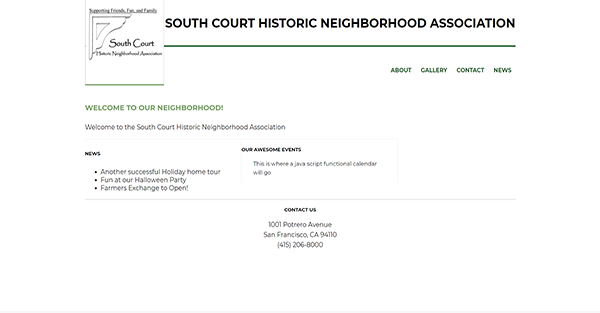 Supporting Friends, Fun, and Family
South Court
Historic Neighborhood Association
SOUTH COURT HISTORIC NEIGHBORHOOD ASSOCIATION
ABOUT GALLERY CONTACT NEWS
WELCOME TO OUR NEIGHBORHOOD!
Welcome to the South Court Historic Neighborhood Association
NEWS
Another successful Holiday home tour
Fun at our Halloween Party
Farmers Exchange to Open!
OUR AWESOME EVENTS
This is where a java script functional calendar
will go
CONTACT US
1001 Potrero Avenue
San Francisco, CA 94110
(415) 206-8000